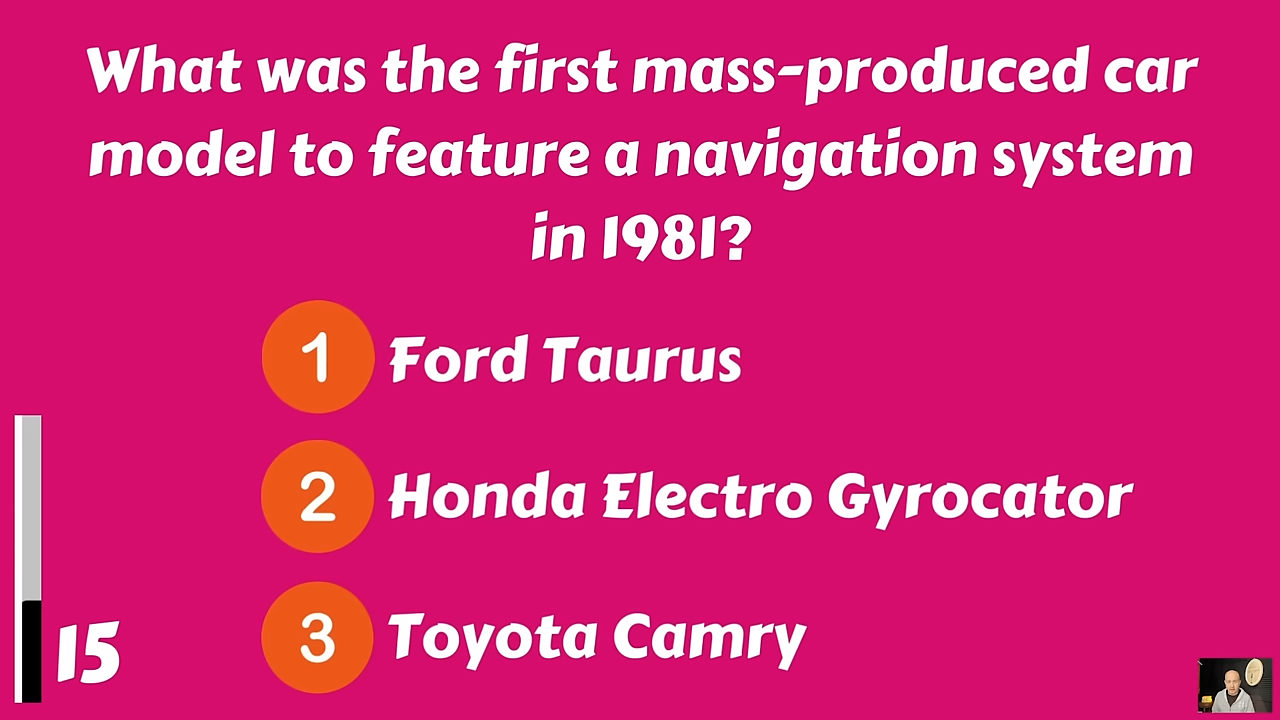 What was the first mass-produced car
model to feature a navigation system
in 1981?
1 Ford Taurus
2 Honda Electro Gyrocator
3 Toyota Camry
15